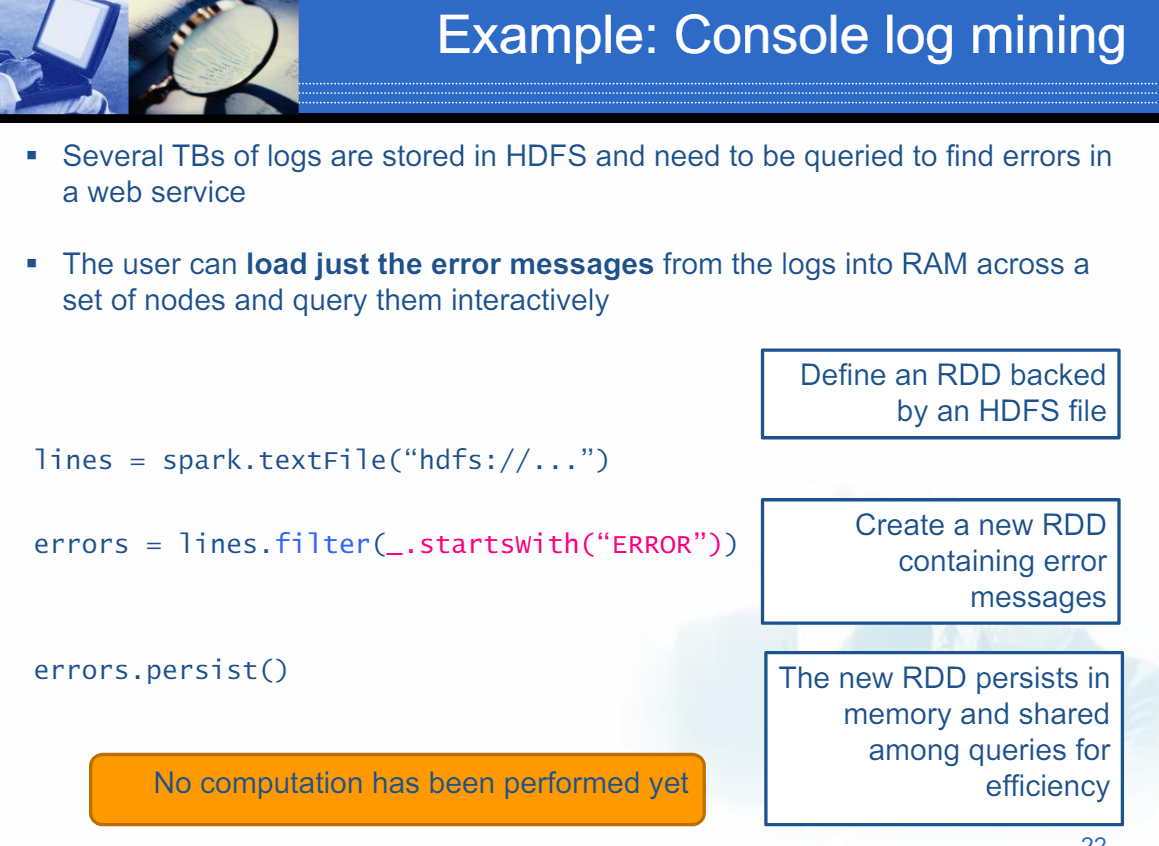 Example: Console log mining
▪ Several TBs of logs are stored in HDFS and need to be queried to find errors in
a web service
▪ The user can load just the error messages from the logs into RAM across a
set of nodes and query them interactively
Define an RDD backed
by an HDFS file
lines = spark.textFile(“hdfs://...”)
errors = lines.filter(_.startsWith(“ERROR”))
Create a new RDD
containing error
messages
errors.persist()
The new RDD persists in
memory and shared
among queries for
efficiency
No computation has been performed yet
22